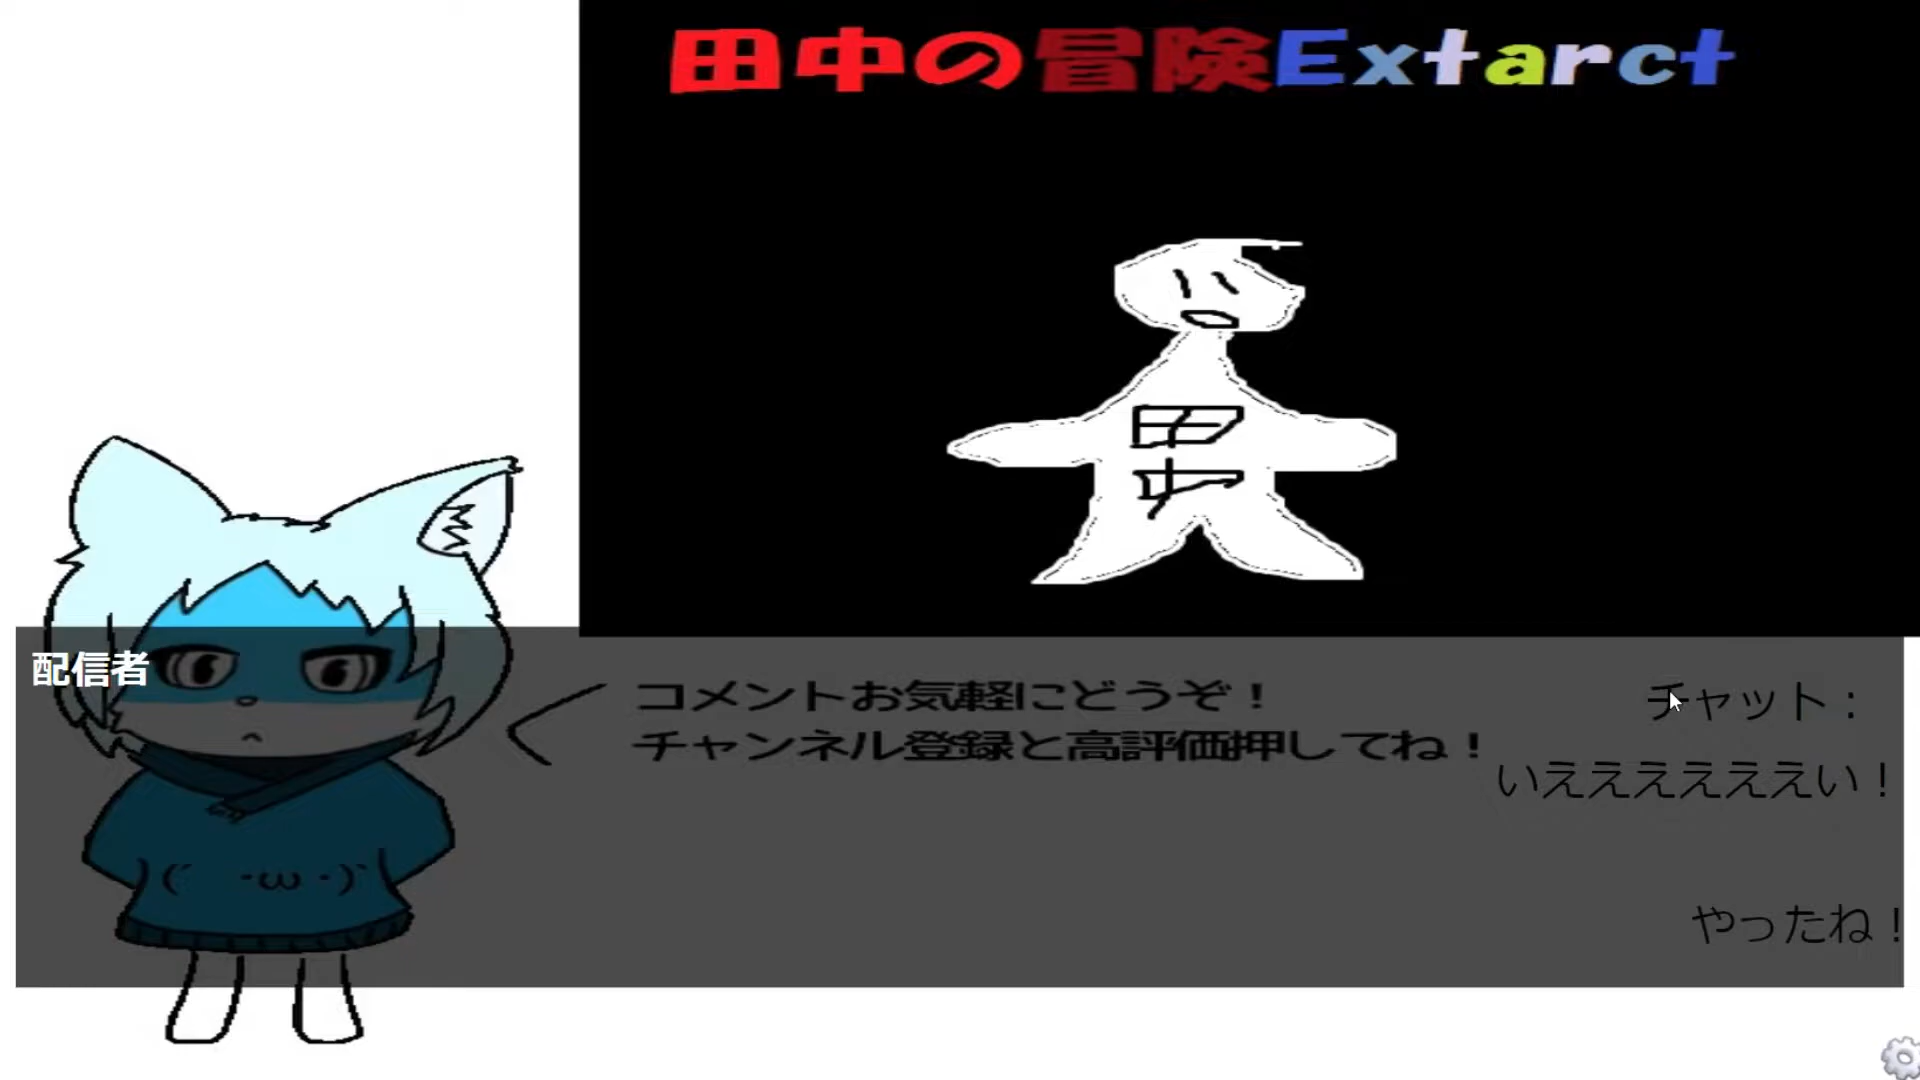 田中の冒険Extarct
田
中
配信者
コメントお気軽にどうぞ！
チャンネル登録と高評価押してね！
チャット：
いえええええええい！
やったね！
(´ ･ω･)`